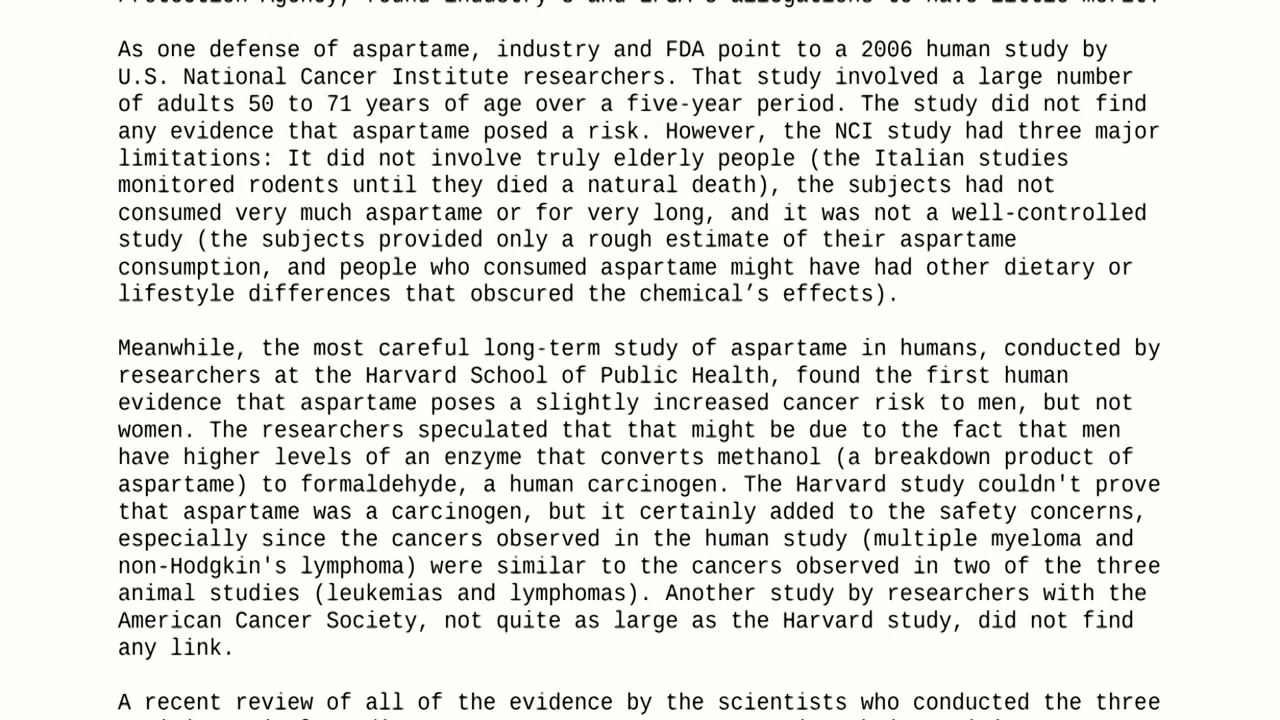 Protection Agency, found industry's and EFSA's allegations to have little merit.
As one defense of aspartame, industry and FDA point to a 2006 human study by
U.S. National Cancer Institute researchers. That study involved a large number
of adults 50 to 71 years of age over a five-year period. The study did not find
any evidence that aspartame posed a risk. However, the NCI study had three major
limitations: It did not involve truly elderly people (the Italian studies
monitored rodents until they died a natural death), the subjects had not
consumed very much aspartame or for very long, and it was not a well-controlled
study (the subjects provided only a rough estimate of their aspartame
consumption, and people who consumed aspartame might have had other dietary or
lifestyle differences that obscured the chemical’s effects).
Meanwhile, the most careful long-term study of aspartame in humans, conducted by
researchers at the Harvard School of Public Health, found the first human
evidence that aspartame poses a slightly increased cancer risk to men, but not
women. The researchers speculated that that might be due to the fact that men
have higher levels of an enzyme that converts methanol (a breakdown product of
aspartame) to formaldehyde, a human carcinogen. The Harvard study couldn't prove
that aspartame was a carcinogen, but it certainly added to the safety concerns,
especially since the cancers observed in the human study (multiple myeloma and
non-Hodgkin's lymphoma) were similar to the cancers observed in two of the three
animal studies (leukemias and lymphomas). Another study by researchers with the
American Cancer Society, not quite as large as the Harvard study, did not find
any link.
A recent review of all of the evidence by the scientists who conducted the three